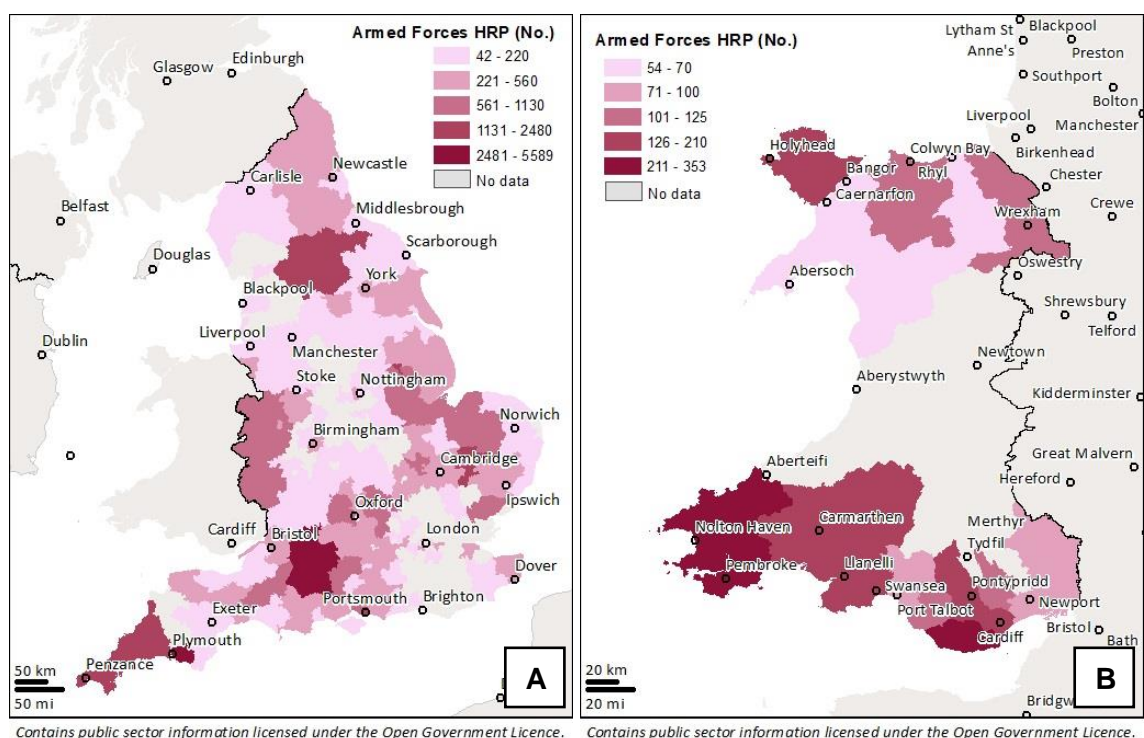 Armed Forces HRP (No.)
42 - 220
221 - 560
561 - 1130
1131 - 2480
2481 - 5589
No data
Edinburgh
Glasgow
Newcastle
Carlisle
Belfast
Middlesbrough
Scarborough
Douglas
York
Blackpool
Liverpool
Dublin
Manchester
Stoke
Nottingham
Norwich
Birmingham
Cambridge
Ipswich
Oxford
Cardiff
Bristol
London
Dover
Portsmouth
Brighton
Exeter
Plymouth
Penzance
50 km
50 mi
A
Contains public sector information licensed under the Open Government Licence.
Armed Forces HRP (No.)
54 - 70
71 - 100
101 - 125
126 - 210
211 - 353
No data
Lytham St
Anne's
Blackpool
Preston
Southport
Bolton
Liverpool
Manchester
Birkenhead
Holyhead
Colwyn Bay
Bangor
Rhyl
Chester
Caernarfon
Crewe
Wrexham
Abersoch
Oswestry
Shrewsbury
Telford
Newtown
Aberystwyth
Kidderminster
Great Malvern
Aberteifi
Hereford
Nolton Haven
Carmarthen
Merthyr
Tydfil
Pembroke
Llanelli
Swansea
Pontypridd
Port Talbot
Newport
Cardiff
Bristol
Bath
20 km
20 mi
B
Bridgw
Contains public sector information licensed under the Open Government Licence.